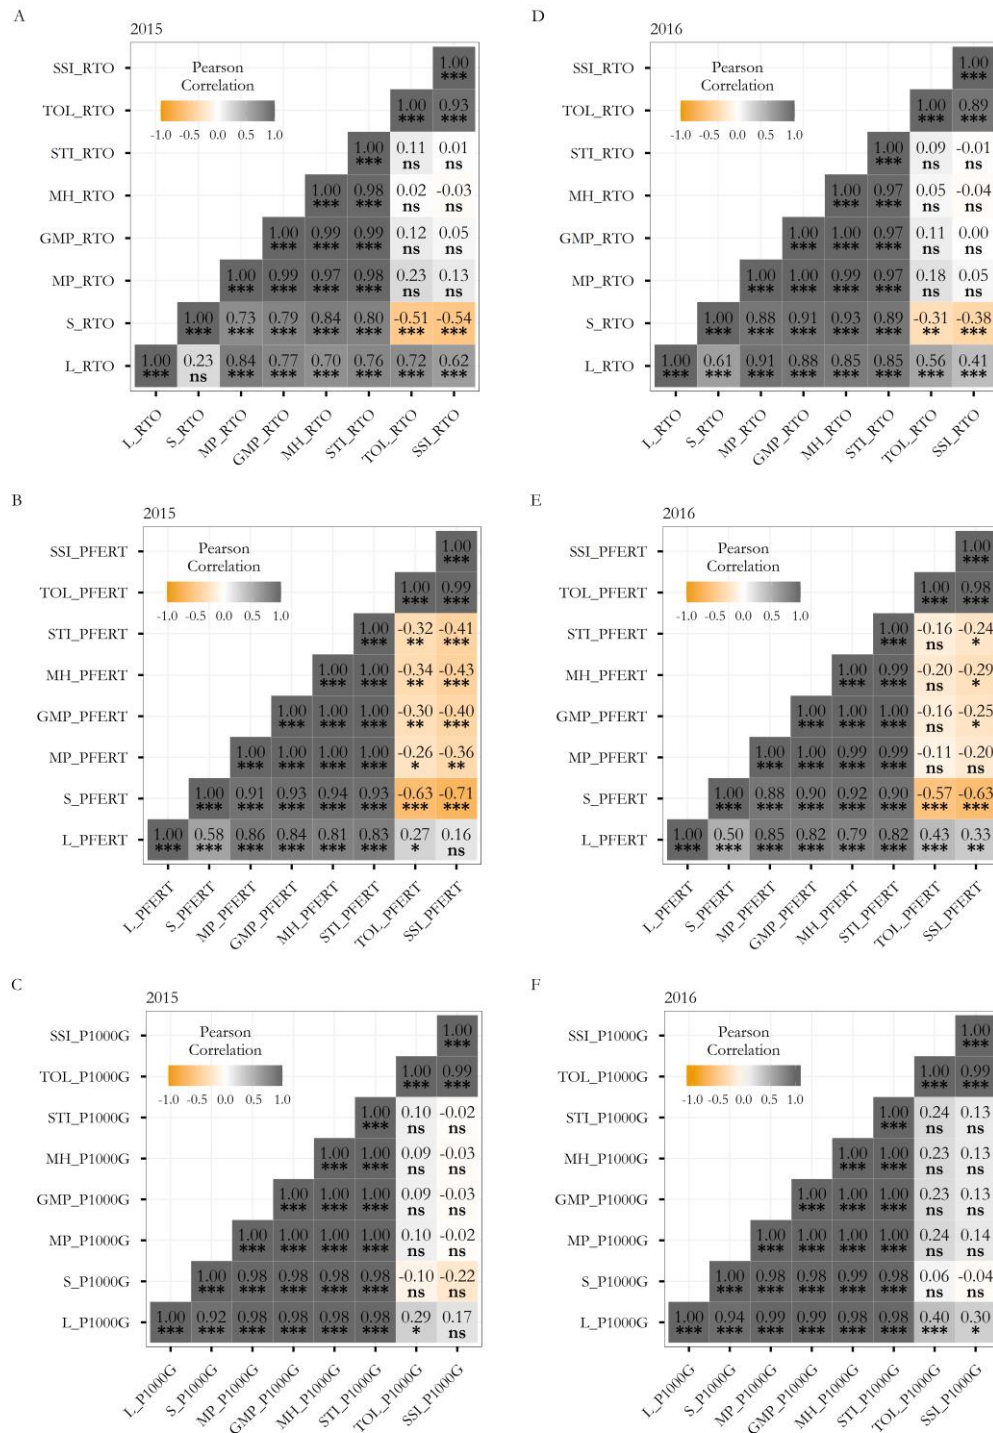 A
2015
SSI_RTO 1.00
***
Pearson
Correlation
-1.0 -0.5 0.0 0.5 1.0
TOL_RTO 1.00 0.93
*** ***
STI_RTO 1.00 0.11 0.01
*** ns ns
MH_RTO 1.00 0.98 0.02 -0.03
*** *** ns ns
GMP_RTO 1.00 0.99 0.99 0.12 0.05
*** *** *** ns ns
MP_RTO 1.00 0.99 0.97 0.98 0.23 0.13
*** *** *** *** ns ns
S_RTO 1.00 0.73 0.79 0.84 0.80 -0.51 -0.54
*** *** *** *** *** *** ***
L_RTO 1.00 0.23 0.84 0.77 0.70 0.76 0.72 0.62
*** ns *** *** *** *** *** ***
L_RTO S_RTO MP_RTO GMP_RTO MH_RTO STI_RTO TOL_RTO SSI_RTO
D
2016
SSI_RTO 1.00
***
Pearson
Correlation
-1.0 -0.5 0.0 0.5 1.0
TOL_RTO 1.00 0.89
*** ***
STI_RTO 1.00 0.09 -0.01
*** ns ns
MH_RTO 1.00 0.97 0.05 -0.04
*** *** ns ns
GMP_RTO 1.00 1.00 0.97 0.11 0.00
*** *** *** ns ns
MP_RTO 1.00 1.00 0.99 0.97 0.18 0.05
*** *** *** *** ns ns
S_RTO 1.00 0.88 0.91 0.93 0.89 -0.31 -0.38
*** *** *** *** *** ** ***
L_RTO 1.00 0.61 0.91 0.88 0.85 0.85 0.56 0.41
*** *** *** *** *** *** *** ***
L_RTO S_RTO MP_RTO GMP_RTO MH_RTO STI_RTO TOL_RTO SSI_RTO
B
2015
SSI_PFERT 1.00
***
Pearson
Correlation
-1.0 -0.5 0.0 0.5 1.0
TOL_PFERT 1.00 0.99
*** ***
STI_PFERT 1.00 -0.32 -0.41
*** ** ***
MH_PFERT 1.00 1.00 -0.34 -0.43
*** *** ** ***
GMP_PFERT 1.00 1.00 1.00 -0.30 -0.40
*** *** *** ** ***
MP_PFERT 1.00 1.00 1.00 1.00 -0.26 -0.36
*** *** *** *** * **
S_PFERT 1.00 0.91 0.93 0.94 0.93 -0.63 -0.71
*** *** *** *** *** *** ***
L_PFERT 1.00 0.58 0.86 0.84 0.81 0.83 0.27 0.16
*** *** *** *** *** *** * ns
L_PFERT S_PFERT MP_PFERT GMP_PFERT MH_PFERT STI_PFERT TOL_PFERT SSI_PFERT
E
2016
SSI_PFERT 1.00
***
Pearson
Correlation
-1.0 -0.5 0.0 0.5 1.0
TOL_PFERT 1.00 0.98
*** ***
STI_PFERT 1.00 -0.16 -0.24
*** ns *
MH_PFERT 1.00 0.99 -0.20 -0.29
*** *** ns *
GMP_PFERT 1.00 1.00 1.00 -0.16 -0.25
*** *** *** ns *
MP_PFERT 1.00 1.00 0.99 0.99 -0.11 -0.20
*** *** *** *** ns ns
S_PFERT 1.00 0.88 0.90 0.92 0.90 -0.57 -0.63
*** *** *** *** *** *** ***
L_PFERT 1.00 0.50 0.85 0.82 0.79 0.82 0.43 0.33
*** *** *** *** *** *** *** **
L_PFERT S_PFERT MP_PFERT GMP_PFERT MH_PFERT STI_PFERT TOL_PFERT SSI_PFERT
C
2015
SSI_P1000G 1.00
***
Pearson
Correlation
-1.0 -0.5 0.0 0.5 1.0
TOL_P1000G 1.00 0.99
*** ***
STI_P1000G 1.00 0.10 -0.02
*** ns ns
MH_P1000G 1.00 1.00 0.09 -0.03
*** *** ns ns
GMP_P1000G 1.00 1.00 1.00 0.09 -0.03
*** *** *** ns ns
MP_P1000G 1.00 1.00 1.00 1.00 0.10 -0.02
*** *** *** *** ns ns
S_P1000G 1.00 0.98 0.98 0.98 0.98 -0.10 -0.22
*** *** *** *** *** ns ns
L_P1000G 1.00 0.92 0.98 0.98 0.98 0.98 0.29 0.17
*** *** *** *** *** *** * ns
L_P1000G S_P1000G MP_P1000G GMP_P1000G MH_P1000G STI_P1000G TOL_P1000G SSI_P1000G
F
2016
SSI_P1000G 1.00
***
Pearson
Correlation
-1.0 -0.5 0.0 0.5 1.0
TOL_P1000G 1.00 0.99
*** ***
STI_P1000G 1.00 0.24 0.13
*** ns ns
MH_P1000G 1.00 1.00 0.23 0.13
*** *** ns ns
GMP_P1000G 1.00 1.00 1.00 0.23 0.13
*** *** *** ns ns
MP_P1000G 1.00 1.00 1.00 1.00 0.24 0.14
*** *** *** *** ns ns
S_P1000G 1.00 0.98 0.98 0.99 0.98 0.06 -0.04
*** *** *** *** *** ns ns
L_P1000G 1.00 0.94 0.99 0.99 0.98 0.98 0.40 0.30
*** *** *** *** *** *** *** *
L_P1000G S_P1000G MP_P1000G GMP_P1000G MH_P1000G STI_P1000G TOL_P1000G SSI_P1000G